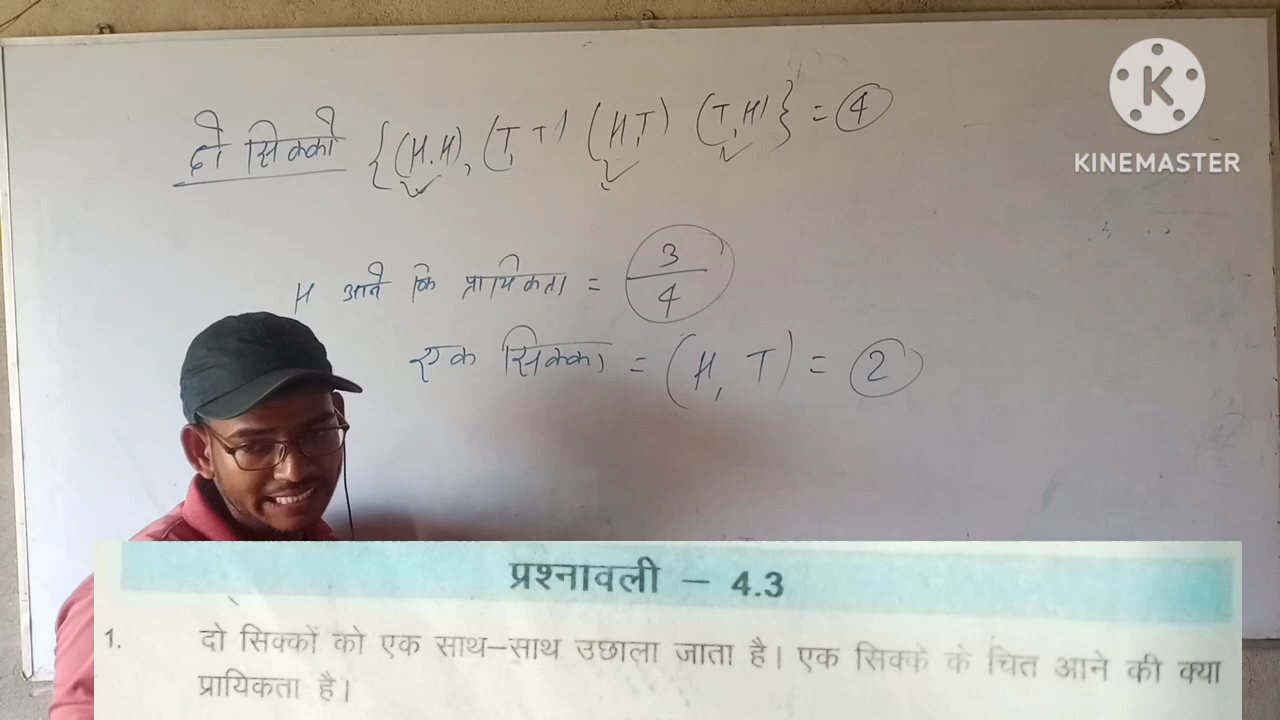 दो सिक्को {(H,H), (T,T) (H,T) (T,H)} = 4
KINEMASTER
H आने कि प्रायिकता = 3/4
एक सिक्का = (H, T) = 2
प्रश्नावली – 4.3
1. दो सिक्कों को एक साथ–साथ उछाला जाता है। एक सिक्के के चित आने की क्या
प्रायिकता है।